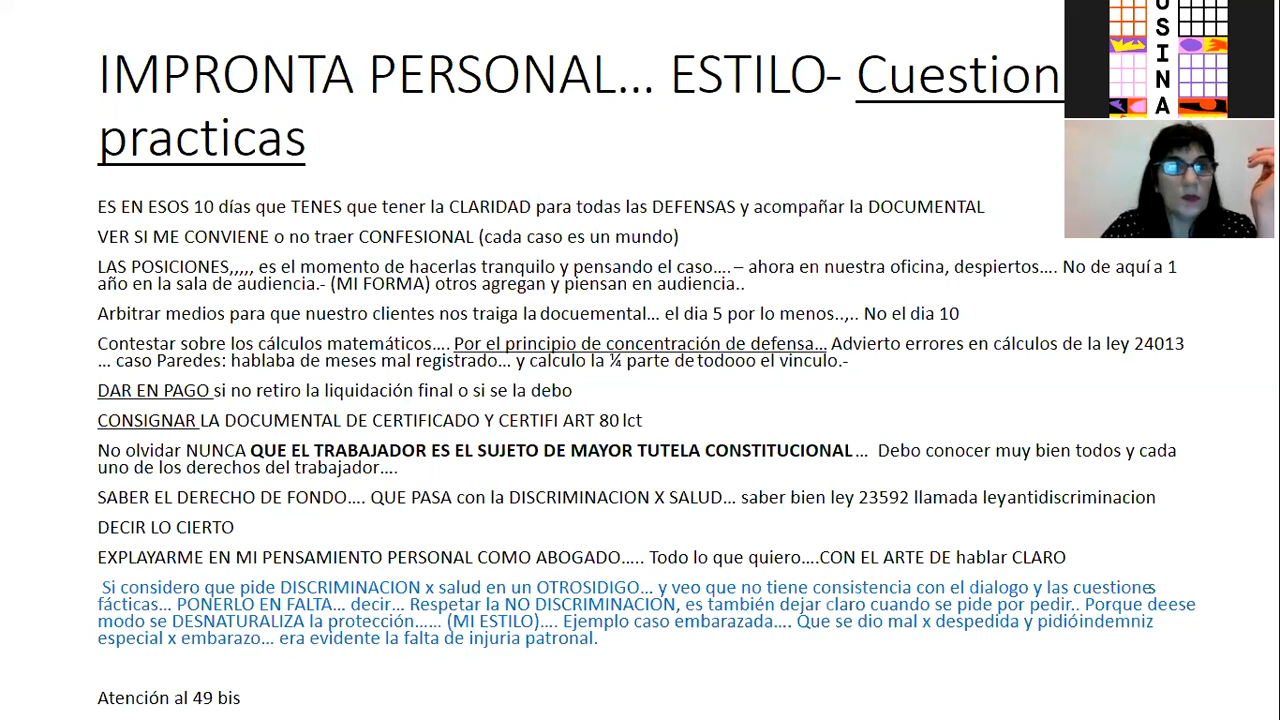 IMPRONTA PERSONAL... ESTILO- Cuestion
practicas
ES EN ESOS 10 días que TENES que tener la CLARIDAD para todas las DEFENSAS y acompañar la DOCUMENTAL
VER SI ME CONVIENE o no traer CONFESIONAL (cada caso es un mundo)
LAS POSICIONES,,,,, es el momento de hacerlas tranquilo y pensando el caso.... – ahora en nuestra oficina, despiertos.... No de aquí a 1
año en la sala de audiencia.- (MI FORMA) otros agregan y piensan en audiencia..
Arbitrar medios para que nuestro clientes nos traiga la docuemental... el dia 5 por lo menos..,.. No el dia 10
Contestar sobre los cálculos matemáticos.... Por el principio de concentración de defensa... Advierto errores en cálculos de la ley 24013
... caso Paredes: hablaba de meses mal registrado... y calculo la ¼ parte de todooo el vinculo.-
DAR EN PAGO si no retiro la liquidación final o si se la debo
CONSIGNAR LA DOCUMENTAL DE CERTIFICADO Y CERTIFI ART 80 lct
No olvidar NUNCA QUE EL TRABAJADOR ES EL SUJETO DE MAYOR TUTELA CONSTITUCIONAL... Debo conocer muy bien todos y cada
uno de los derechos del trabajador....
SABER EL DERECHO DE FONDO.... QUE PASA con la DISCRIMINACION X SALUD... saber bien ley 23592 llamada ley antidiscriminacion
DECIR LO CIERTO
EXPLAYARME EN MI PENSAMIENTO PERSONAL COMO ABOGADO..... Todo lo que quiero....CON EL ARTE DE hablar CLARO
Si considero que pide DISCRIMINACION x salud en un OTROSIDIGO... y veo que no tiene consistencia con el dialogo y las cuestiones
fácticas... PONERLO EN FALTA... decir... Respetar la NO DISCRIMINACION, es también dejar claro cuando se pide por pedir.. Porque deese
modo se DESNATURALIZA la protección...... (MI ESTILO).... Ejemplo caso embarazada.... Que se dio mal x despedida y pidió indemniz
especial x embarazo... era evidente la falta de injuria patronal.
Atención al 49 bis
USINA